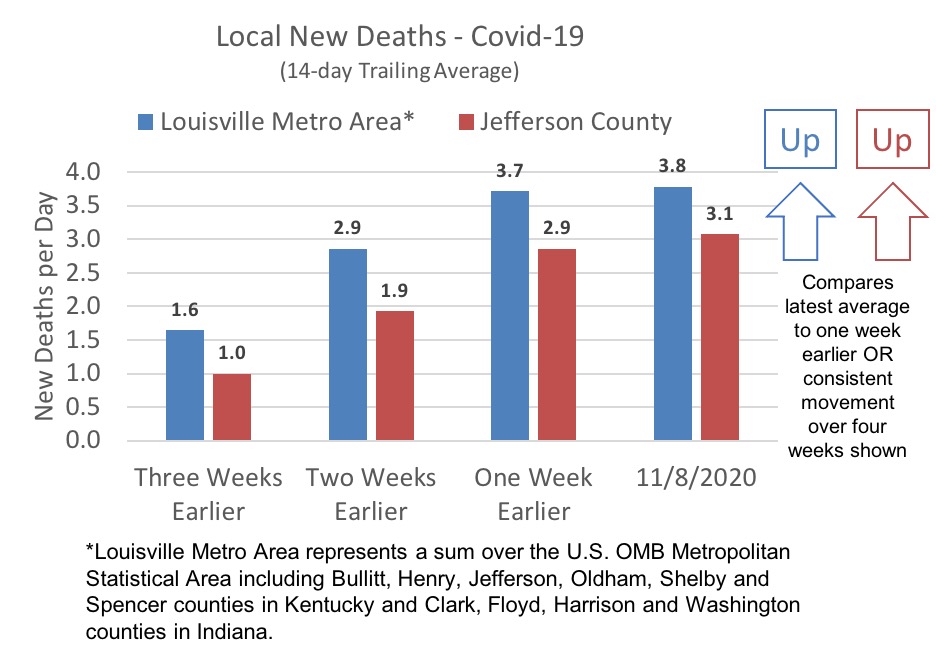 Local New Deaths - Covid-19
(14-day Trailing Average)
Louisville Metro Area*
Jefferson County
Up
Up
New Deaths per Day
4.0
3.5
3.0
2.5
2.0
1.5
1.0
0.5
0.0
1.6
1.0
2.9
1.9
3.7
2.9
3.8
3.1
Three Weeks
Earlier
Two Weeks
Earlier
One Week
Earlier
11/8/2020
Compares
latest average
to one week
earlier OR
consistent
movement
over four
weeks shown
*Louisville Metro Area represents a sum over the U.S. OMB Metropolitan
Statistical Area including Bullitt, Henry, Jefferson, Oldham, Shelby and
Spencer counties in Kentucky and Clark, Floyd, Harrison and Washington
counties in Indiana.